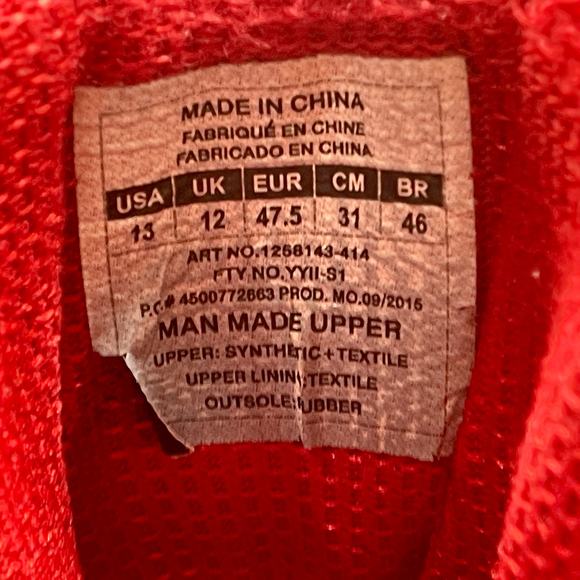 MADE IN CHINA
FABRIQUÉ EN CHINE
FABRICADO EN CHINA
USA UK EUR CM BR
13 12 47.5 31 46
ART NO.1258143-414
FTY NO.YYII-S1
P.O.# 4500772663 PROD. MO.09/2015
MAN MADE UPPER
UPPER: SYNTHETIC+TEXTILE
UPPER LINING:TEXTILE
OUTSOLE:RUBBER